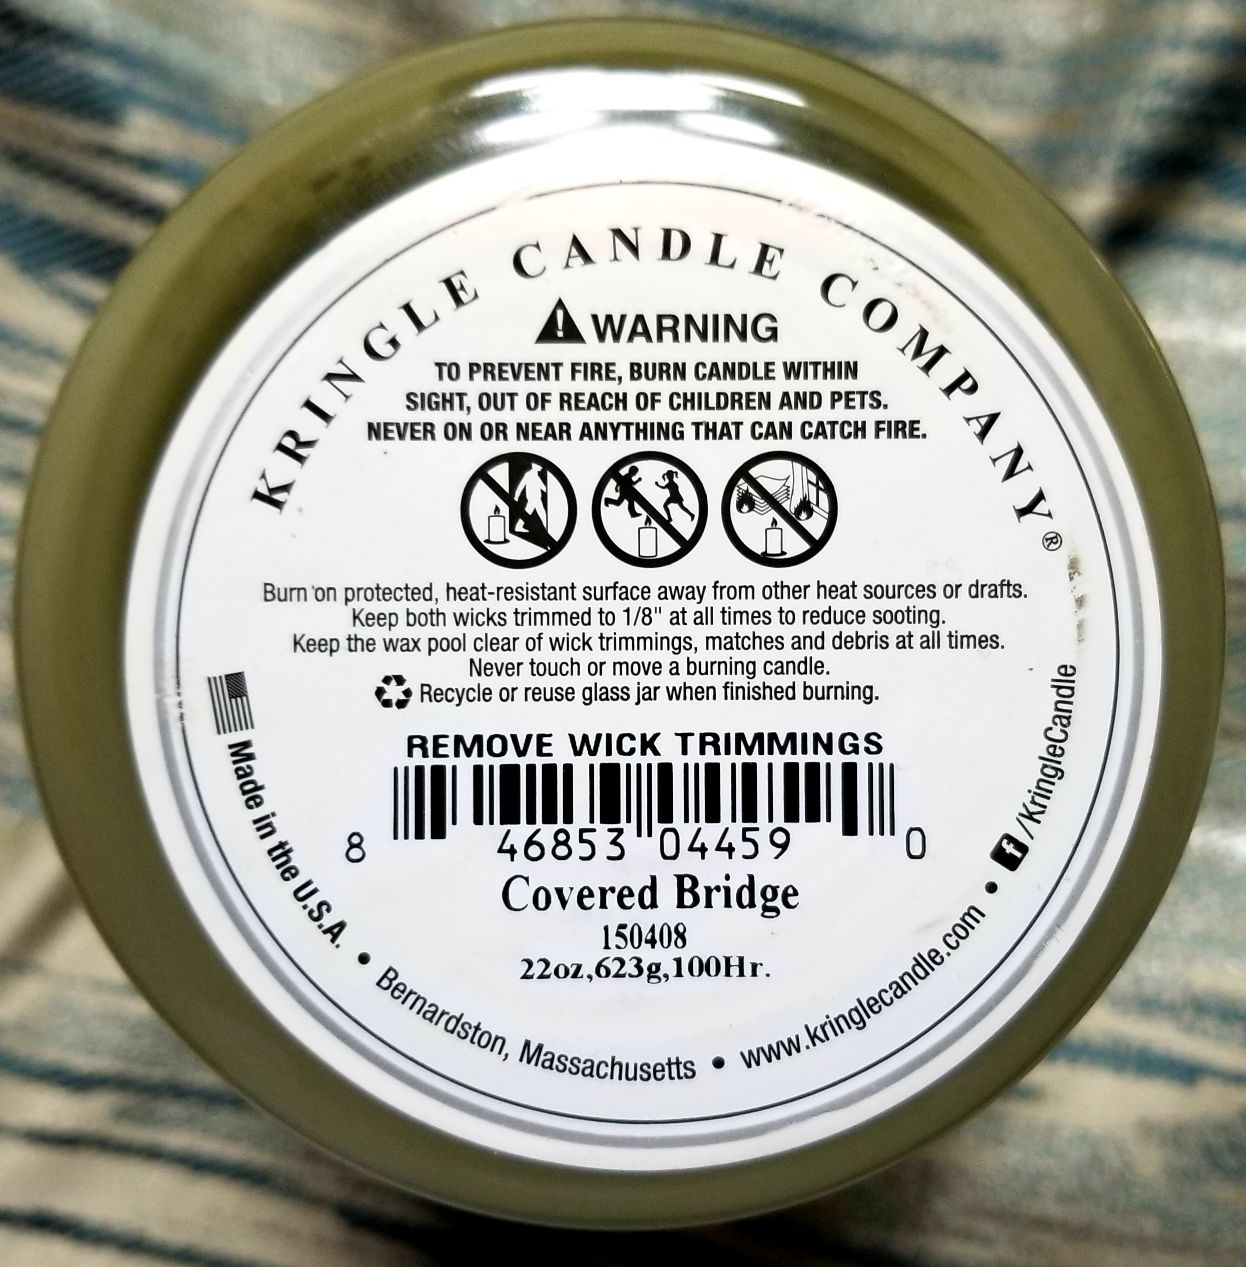 KRINGLE CANDLE COMPANY®
WARNING
TO PREVENT FIRE, BURN CANDLE WITHIN
SIGHT, OUT OF REACH OF CHILDREN AND PETS.
NEVER ON OR NEAR ANYTHING THAT CAN CATCH FIRE.
Burn on protected, heat-resistant surface away from other heat sources or drafts.
Keep both wicks trimmed to 1/8" at all times to reduce sooting.
Keep the wax pool clear of wick trimmings, matches and debris at all times.
Never touch or move a burning candle.
Recycle or reuse glass jar when finished burning.
REMOVE WICK TRIMMINGS
8 46853 04459 0
Covered Bridge
150408
22oz,623g,100Hr.
Made in the U.S.A. • Bernardston, Massachusetts • www.kringlecandle.com • f/KringleCandle